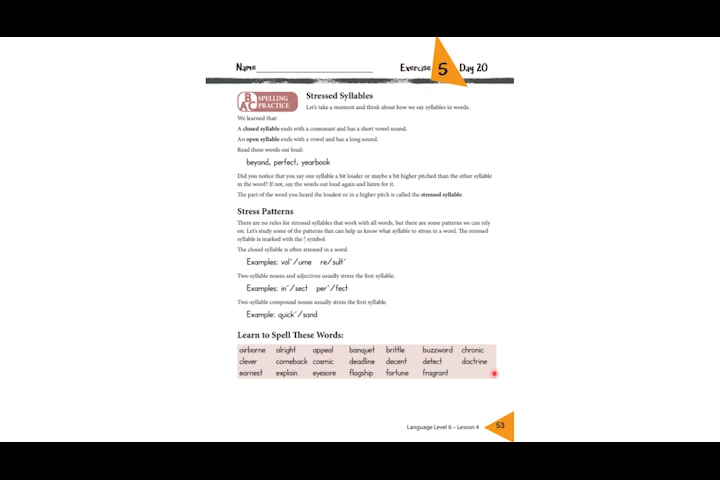 Name
Exercise 5 Day 20
B
AC
SPELLING
PRACTICE
Stressed Syllables
Let's take a moment and think about how we say syllables in words.
We learned that:
A closed syllable ends with a consonant and has a short vowel sound.
An open syllable ends with a vowel and has a long sound.
Read these words out loud:
beyond, perfect, yearbook
Did you notice that you say one syllable a bit louder or maybe a bit higher pitched than the other syllable
in the word? If not, say the words out loud again and listen for it.
The part of the word you heard the loudest or in a higher pitch is called the stressed syllable.
Stress Patterns
There are no rules for stressed syllables that work with all words, but there are some patterns we can rely
on. Let's study some of the patterns that can help us know what syllable to stress in a word. The stressed
syllable is marked with the symbol.
The closed syllable is often stressed in a word.
Examples: vol′/ume re/sult′
Two-syllable nouns and adjectives usually stress the first syllable.
Examples: in′/sect per′/fect
Two-syllable compound nouns usually stress the first syllable.
Example: quick′/sand
Learn to Spell These Words:
airborne alright appeal banquet brittle buzzword chronic
clever comeback cosmic deadline decent defect doctrine
earnest explain eyesore flagship fortune fragrant
Language Level 6 – Lesson 4 53